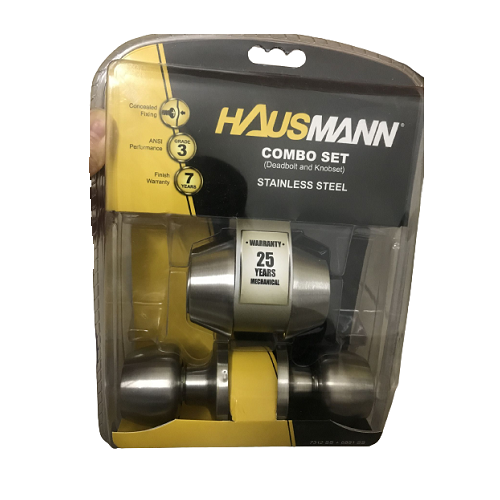 HAUSMANN®
COMBO SET
(Deadbolt and Knobset)
STAINLESS STEEL
Concealed
Fixing
ANSI
Performance
GRADE
3
Finish
Warranty
7
YEARS
• WARRANTY •
25
YEARS
MECHANICAL